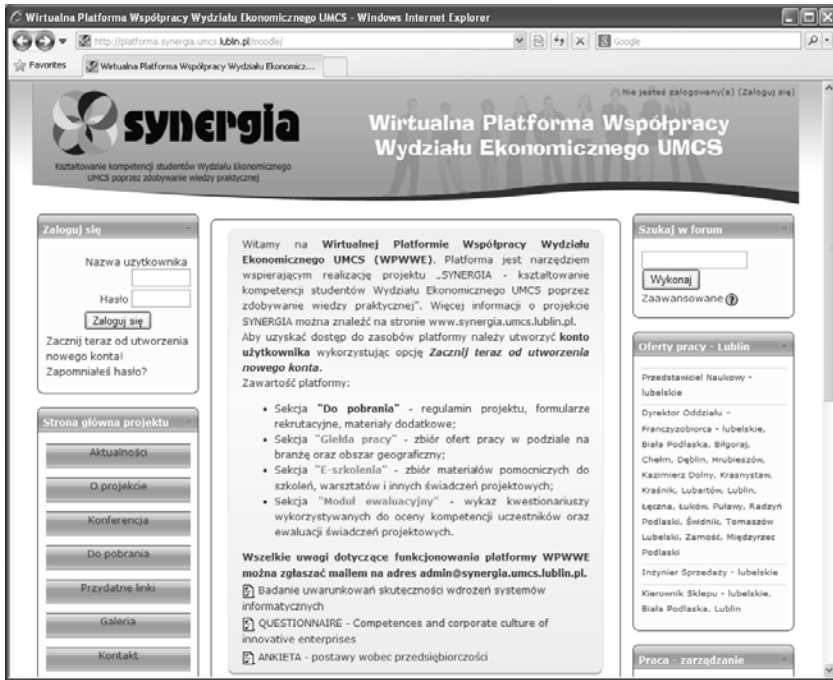 Wirtualna Platforma Współpracy Wydziału Ekonomicznego UMCS - Windows Internet Explorer
http://platforma.synergia.umcs.lublin.pl/moodle/
Google
Favorites
Wirtualna Platforma Współpracy Wydziału Ekonomicz...
Nie jesteś zalogowany(a) (Zaloguj się)
synergia
Kształtowanie kompetencji studentów Wydziału Ekonomicznego
UMCS poprzez zdobywanie wiedzy praktycznej
Wirtualna Platforma Współpracy
Wydziału Ekonomicznego UMCS
Zaloguj się
Nazwa użytkownika
Hasło
Zaloguj się
Zacznij teraz od utworzenia
nowego konta!
Zapomniałeś hasło?
Strona główna projektu
Aktualności
O projekcie
Konferencja
Do pobrania
Przydatne linki
Galeria
Kontakt
Witamy na Wirtualnej Platformie Współpracy Wydziału
Ekonomicznego UMCS (WPWWE). Platforma jest narzędziem
wspierającym realizację projektu „SYNERGIA - kształtowanie
kompetencji studentów Wydziału Ekonomicznego UMCS poprzez
zdobywanie wiedzy praktycznej". Więcej informacji o projekcie
SYNERGIA można znaleźć na stronie www.synergia.umcs.lublin.pl.
Aby uzyskać dostęp do zasobów platformy należy utworzyć konto
użytkownika wykorzystując opcję Zacznij teraz od utworzenia
nowego konta.
Zawartość platformy:
• Sekcja "Do pobrania" - regulamin projektu, formularze
rekrutacyjne, materiały dodatkowe;
• Sekcja "Giełda pracy" - zbiór ofert pracy w podziale na
branżę oraz obszar geograficzny;
• Sekcja "E-szkolenia" - zbiór materiałów pomocniczych do
szkoleń, warsztatów i innych świadczeń projektowych;
• Sekcja "Moduł ewaluacyjny" - wykaz kwestionariuszy
wykorzystywanych do oceny kompetencji uczestników oraz
ewaluacji świadczeń projektowych.
Wszelkie uwagi dotyczące funkcjonowania platformy WPWWE
można zgłaszać mailem na adres admin@synergia.umcs.lublin.pl.
Badanie uwarunkowań skuteczności wdrożeń systemów
informatycznych
QUESTIONNAIRE - Competences and corporate culture of
innovative enterprises
ANKIETA - postawy wobec przedsiębiorczości
Szukaj w forum
Wykonaj
Zaawansowane
Oferty pracy - Lublin
Przedstawiciel Naukowy -
lubelskie
Dyrektor Oddziału –
Franczyzobiorca - lubelskie,
Biała Podlaska, Biłgoraj,
Chełm, Dęblin, Hrubieszów,
Kazimierz Dolny, Krasnystaw,
Kraśnik, Lubartów, Lublin,
Łęczna, Łuków, Puławy, Radzyń
Podlaski, Świdnik, Tomaszów
Lubelski, Zamość, Międzyrzec
Podlaski
Inżynier Sprzedaży - lubelskie
Kierownik Sklepu - lubelskie,
Biała Podlaska, Lublin
Praca - zarządzanie